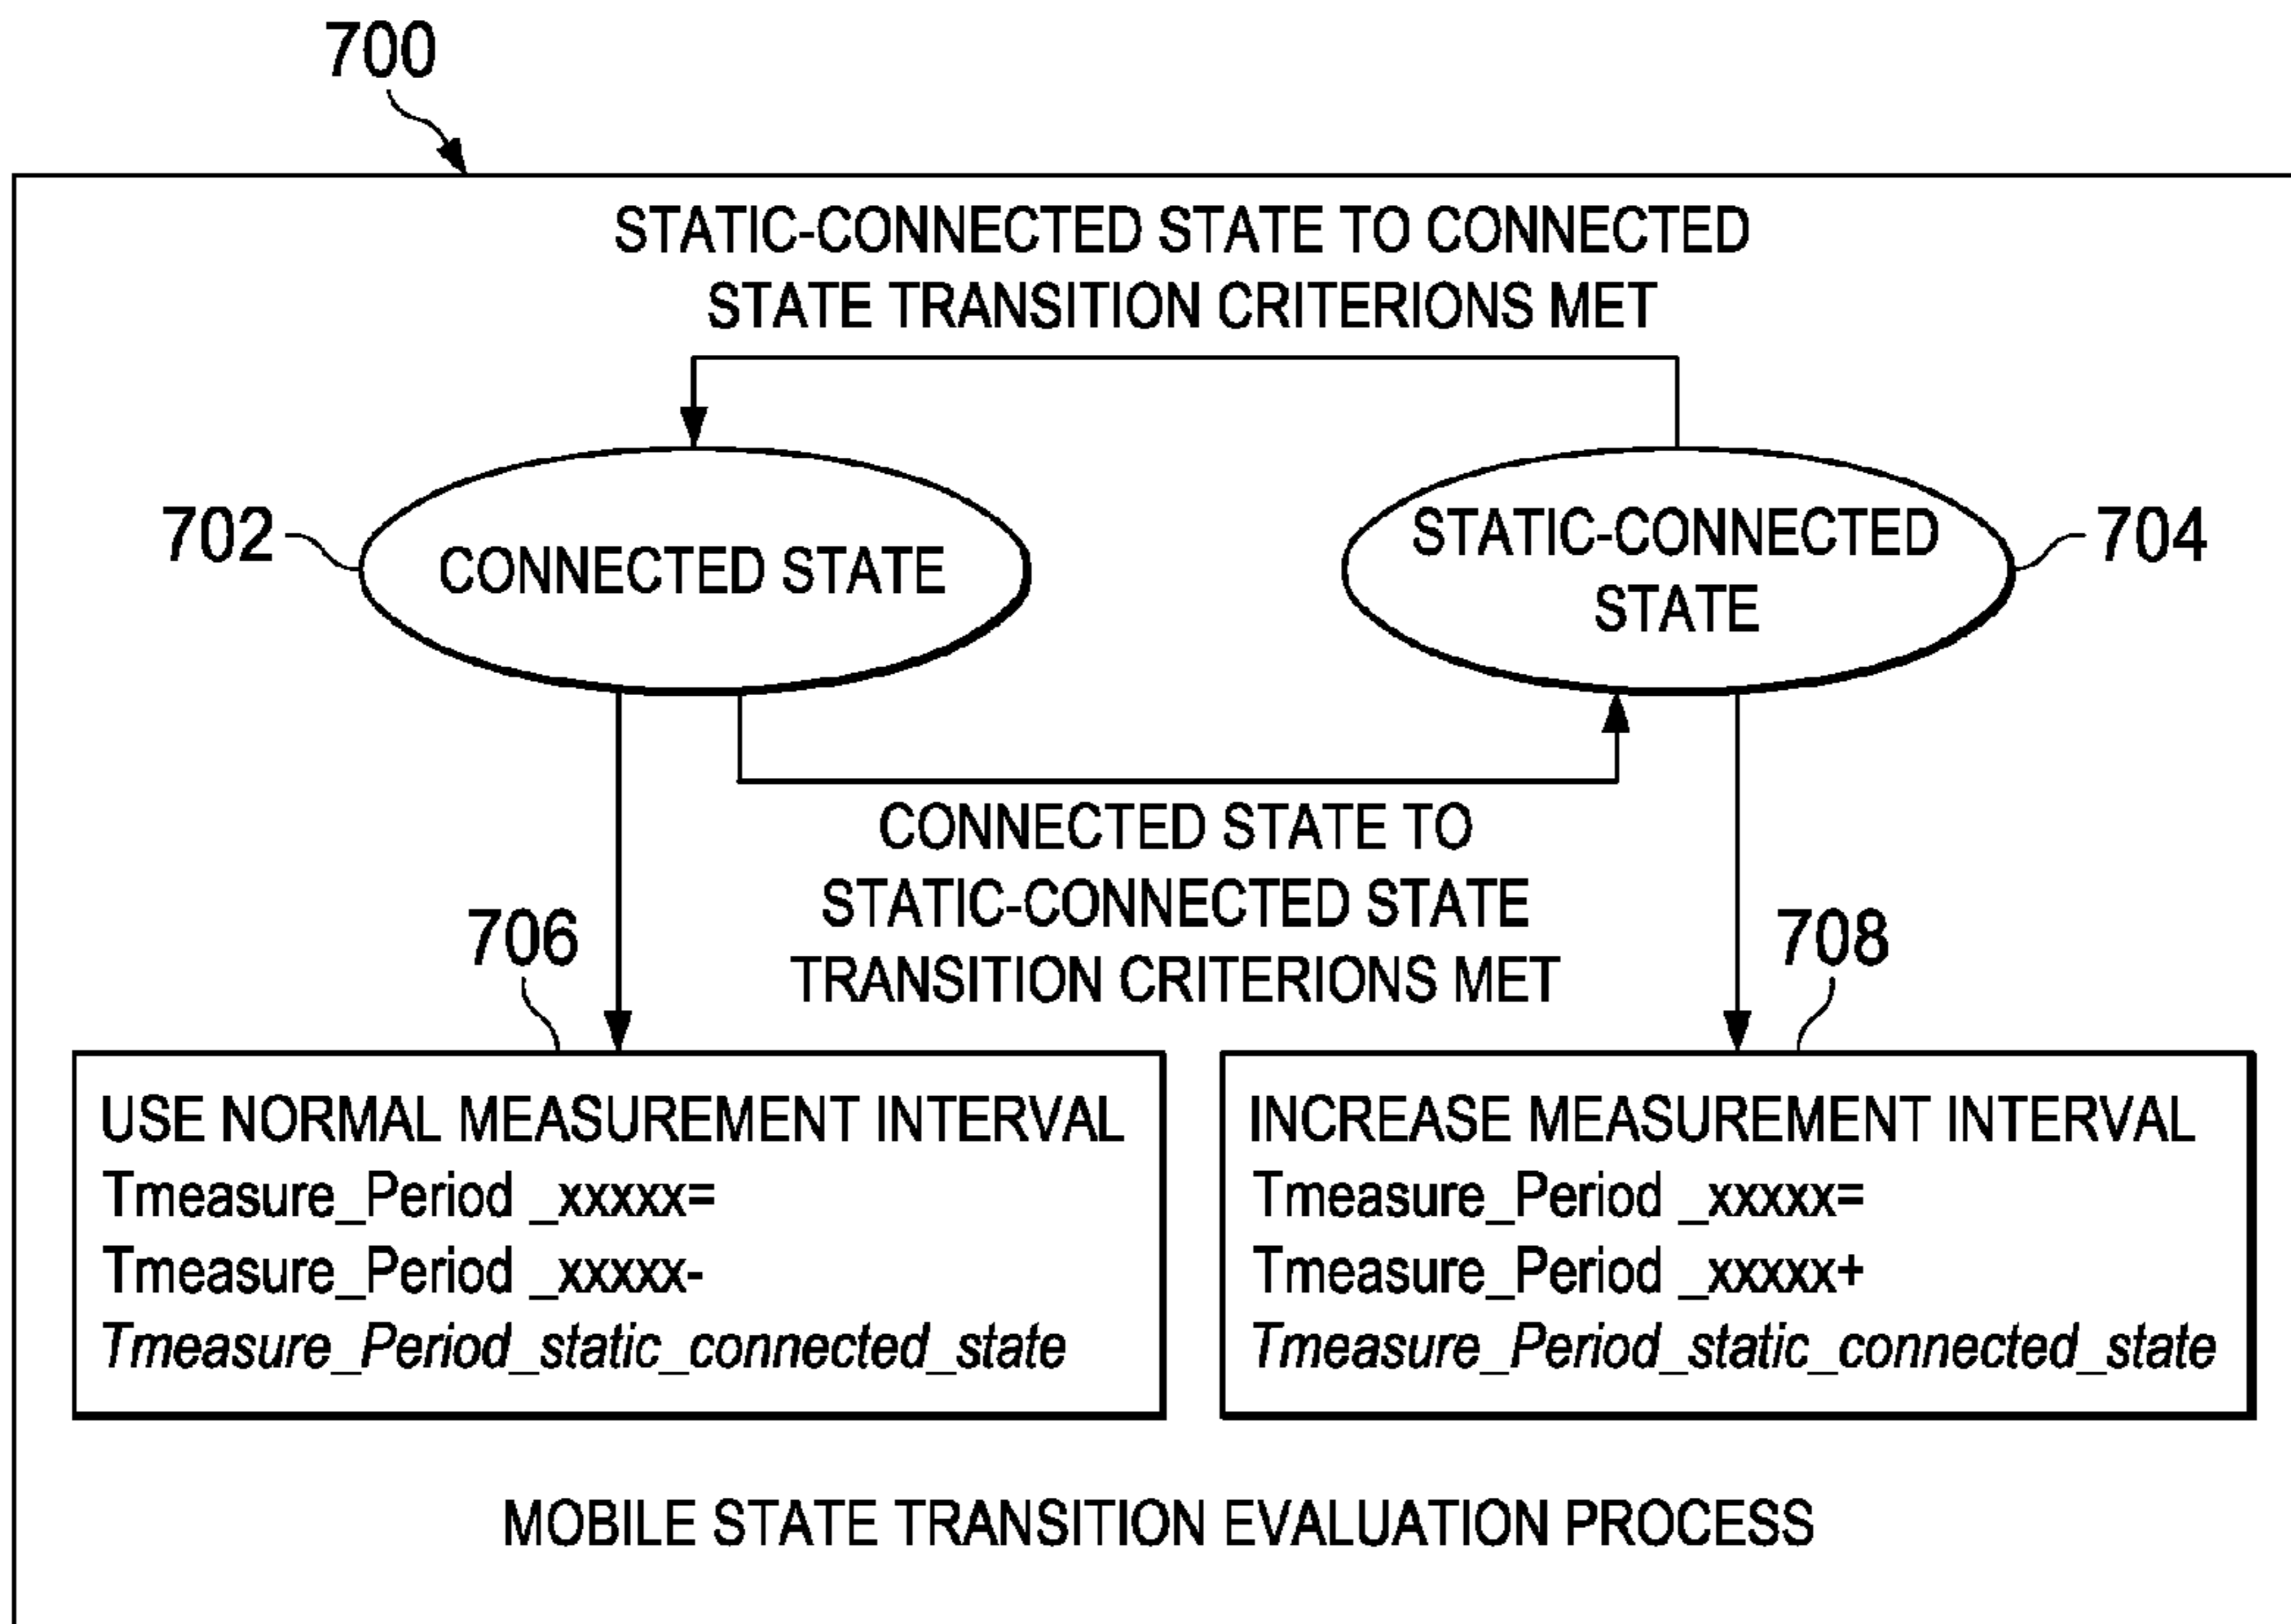 700
STATIC-CONNECTED STATE TO CONNECTED
STATE TRANSITION CRITERIONS MET
702
CONNECTED STATE
STATIC-CONNECTED
STATE
704
CONNECTED STATE TO
STATIC-CONNECTED STATE
TRANSITION CRITERIONS MET
706
708
USE NORMAL MEASUREMENT INTERVAL
Tmeasure_Period _xxxxx=
Tmeasure_Period _xxxxx-
Tmeasure_Period_static_connected_state
INCREASE MEASUREMENT INTERVAL
Tmeasure_Period _xxxxx=
Tmeasure_Period _xxxxx+
Tmeasure_Period_static_connected_state
MOBILE STATE TRANSITION EVALUATION PROCESS